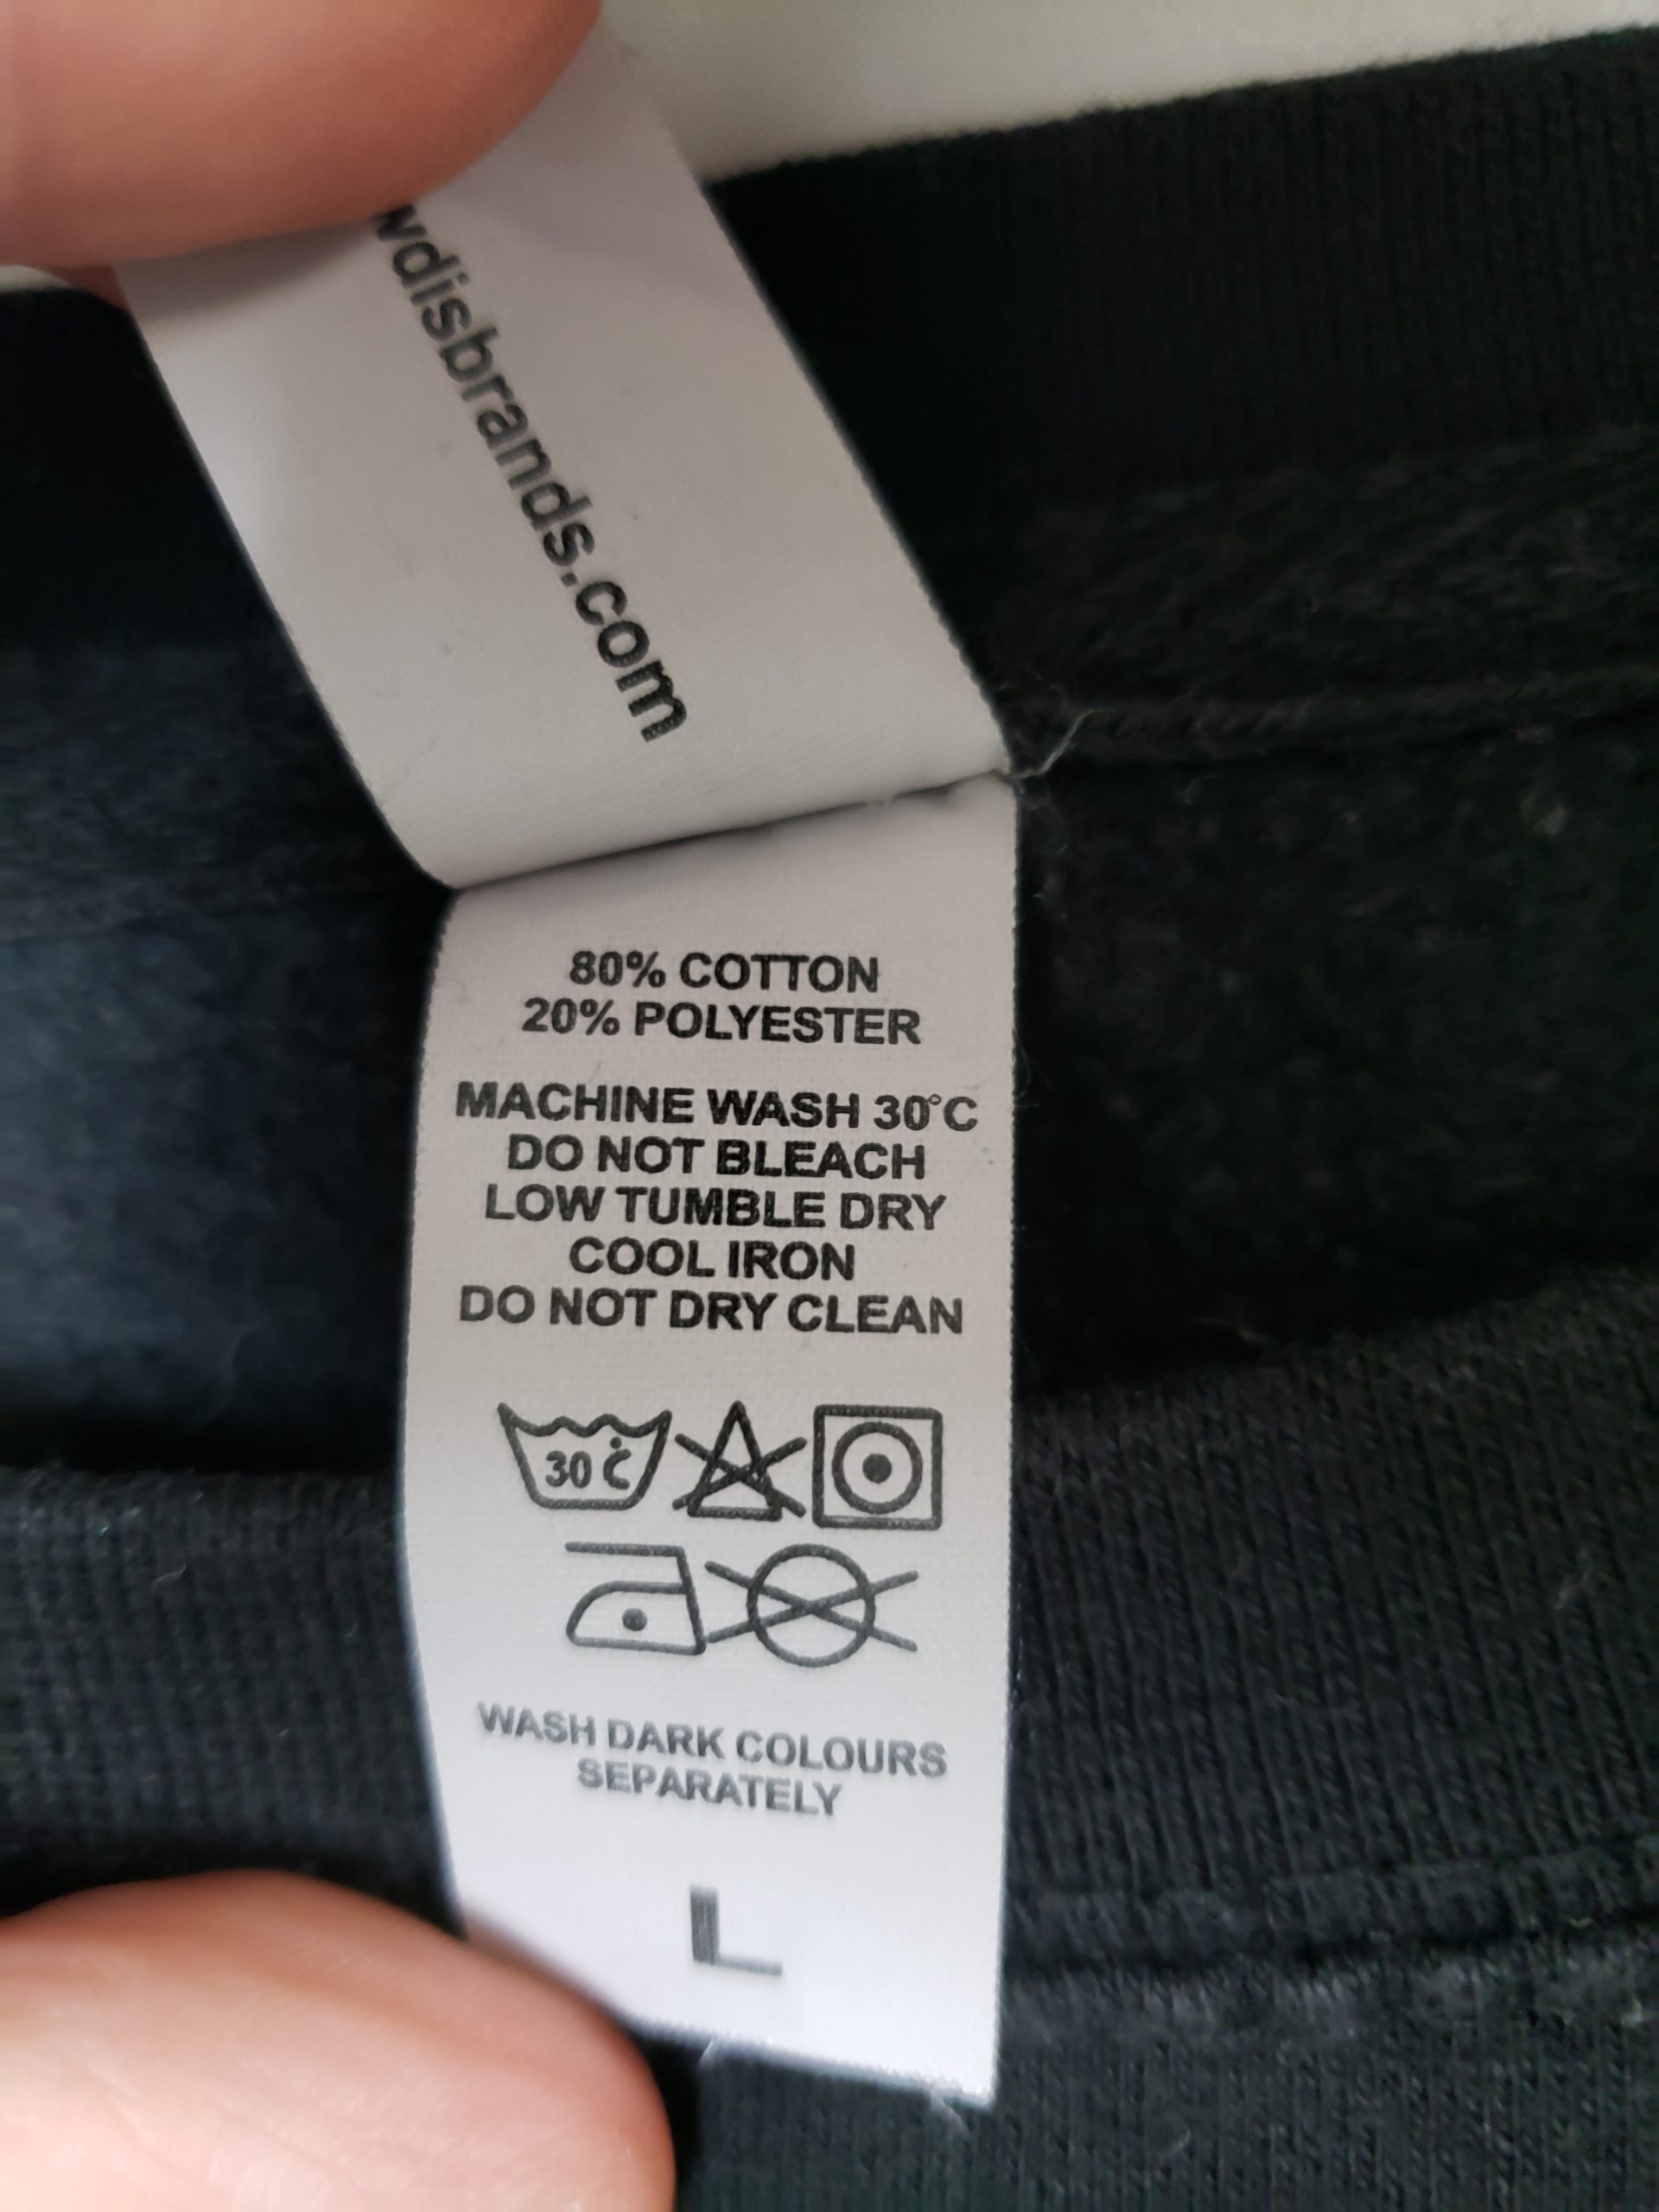 wdisbrands.com
80% COTTON
20% POLYESTER
MACHINE WASH 30°C
DO NOT BLEACH
LOW TUMBLE DRY
COOL IRON
DO NOT DRY CLEAN
30°C
WASH DARK COLOURS
SEPARATELY
L